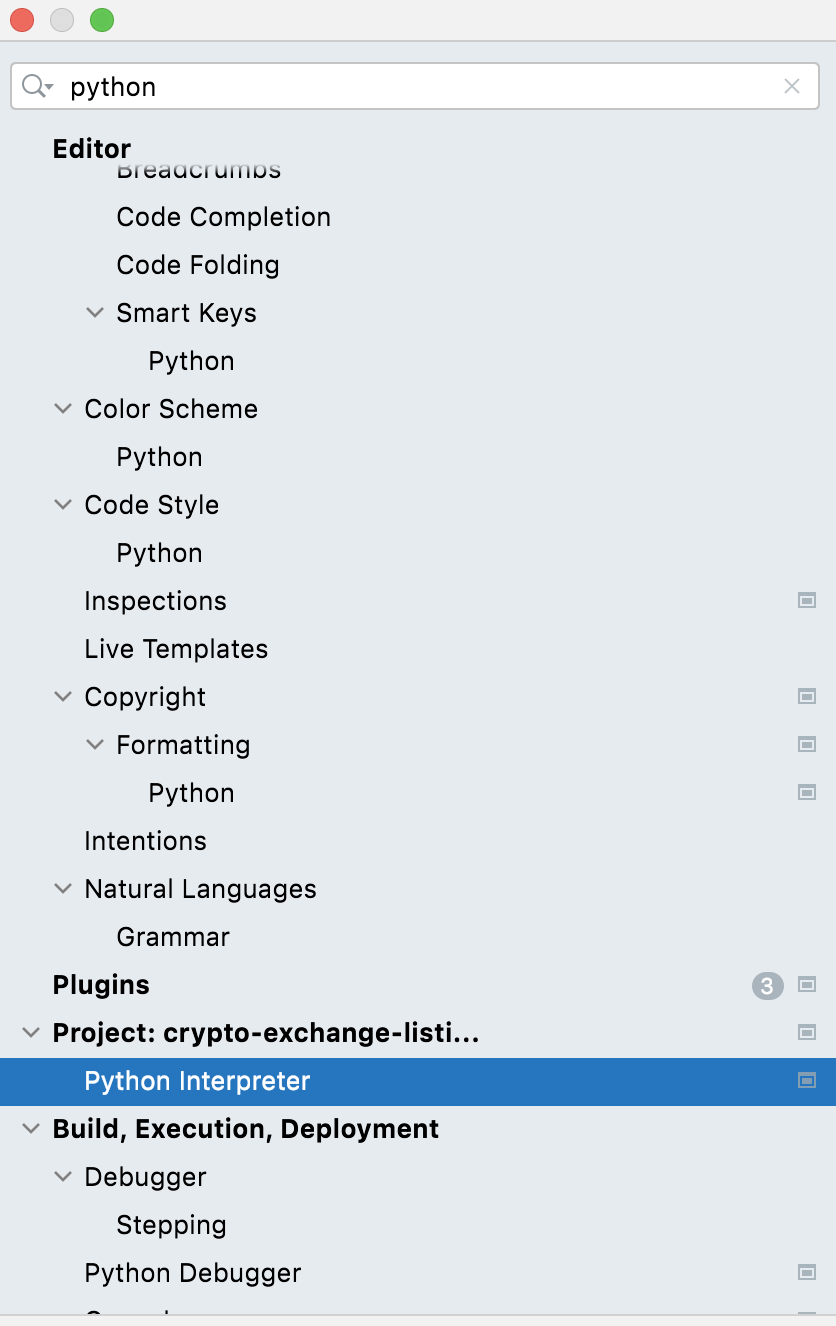 python
Editor
Breadcrumbs
Code Completion
Code Folding
Smart Keys
Python
Color Scheme
Python
Code Style
Python
Inspections
Live Templates
Copyright
Formatting
Python
Intentions
Natural Languages
Grammar
Plugins 3
Project: crypto-exchange-listi...
Python Interpreter
Build, Execution, Deployment
Debugger
Stepping
Python Debugger